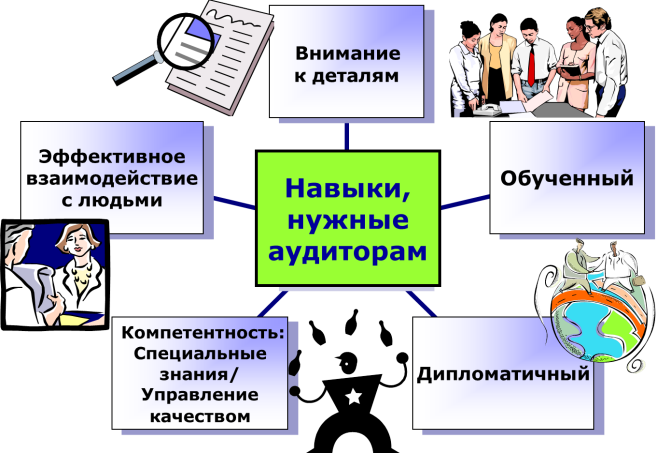 Внимание
к деталям
Эффективное
взаимодействие
с людьми
Навыки,
нужные
аудиторам
Обученный
Компетентность:
Специальные
знания/
Управление
качеством
Дипломатичный